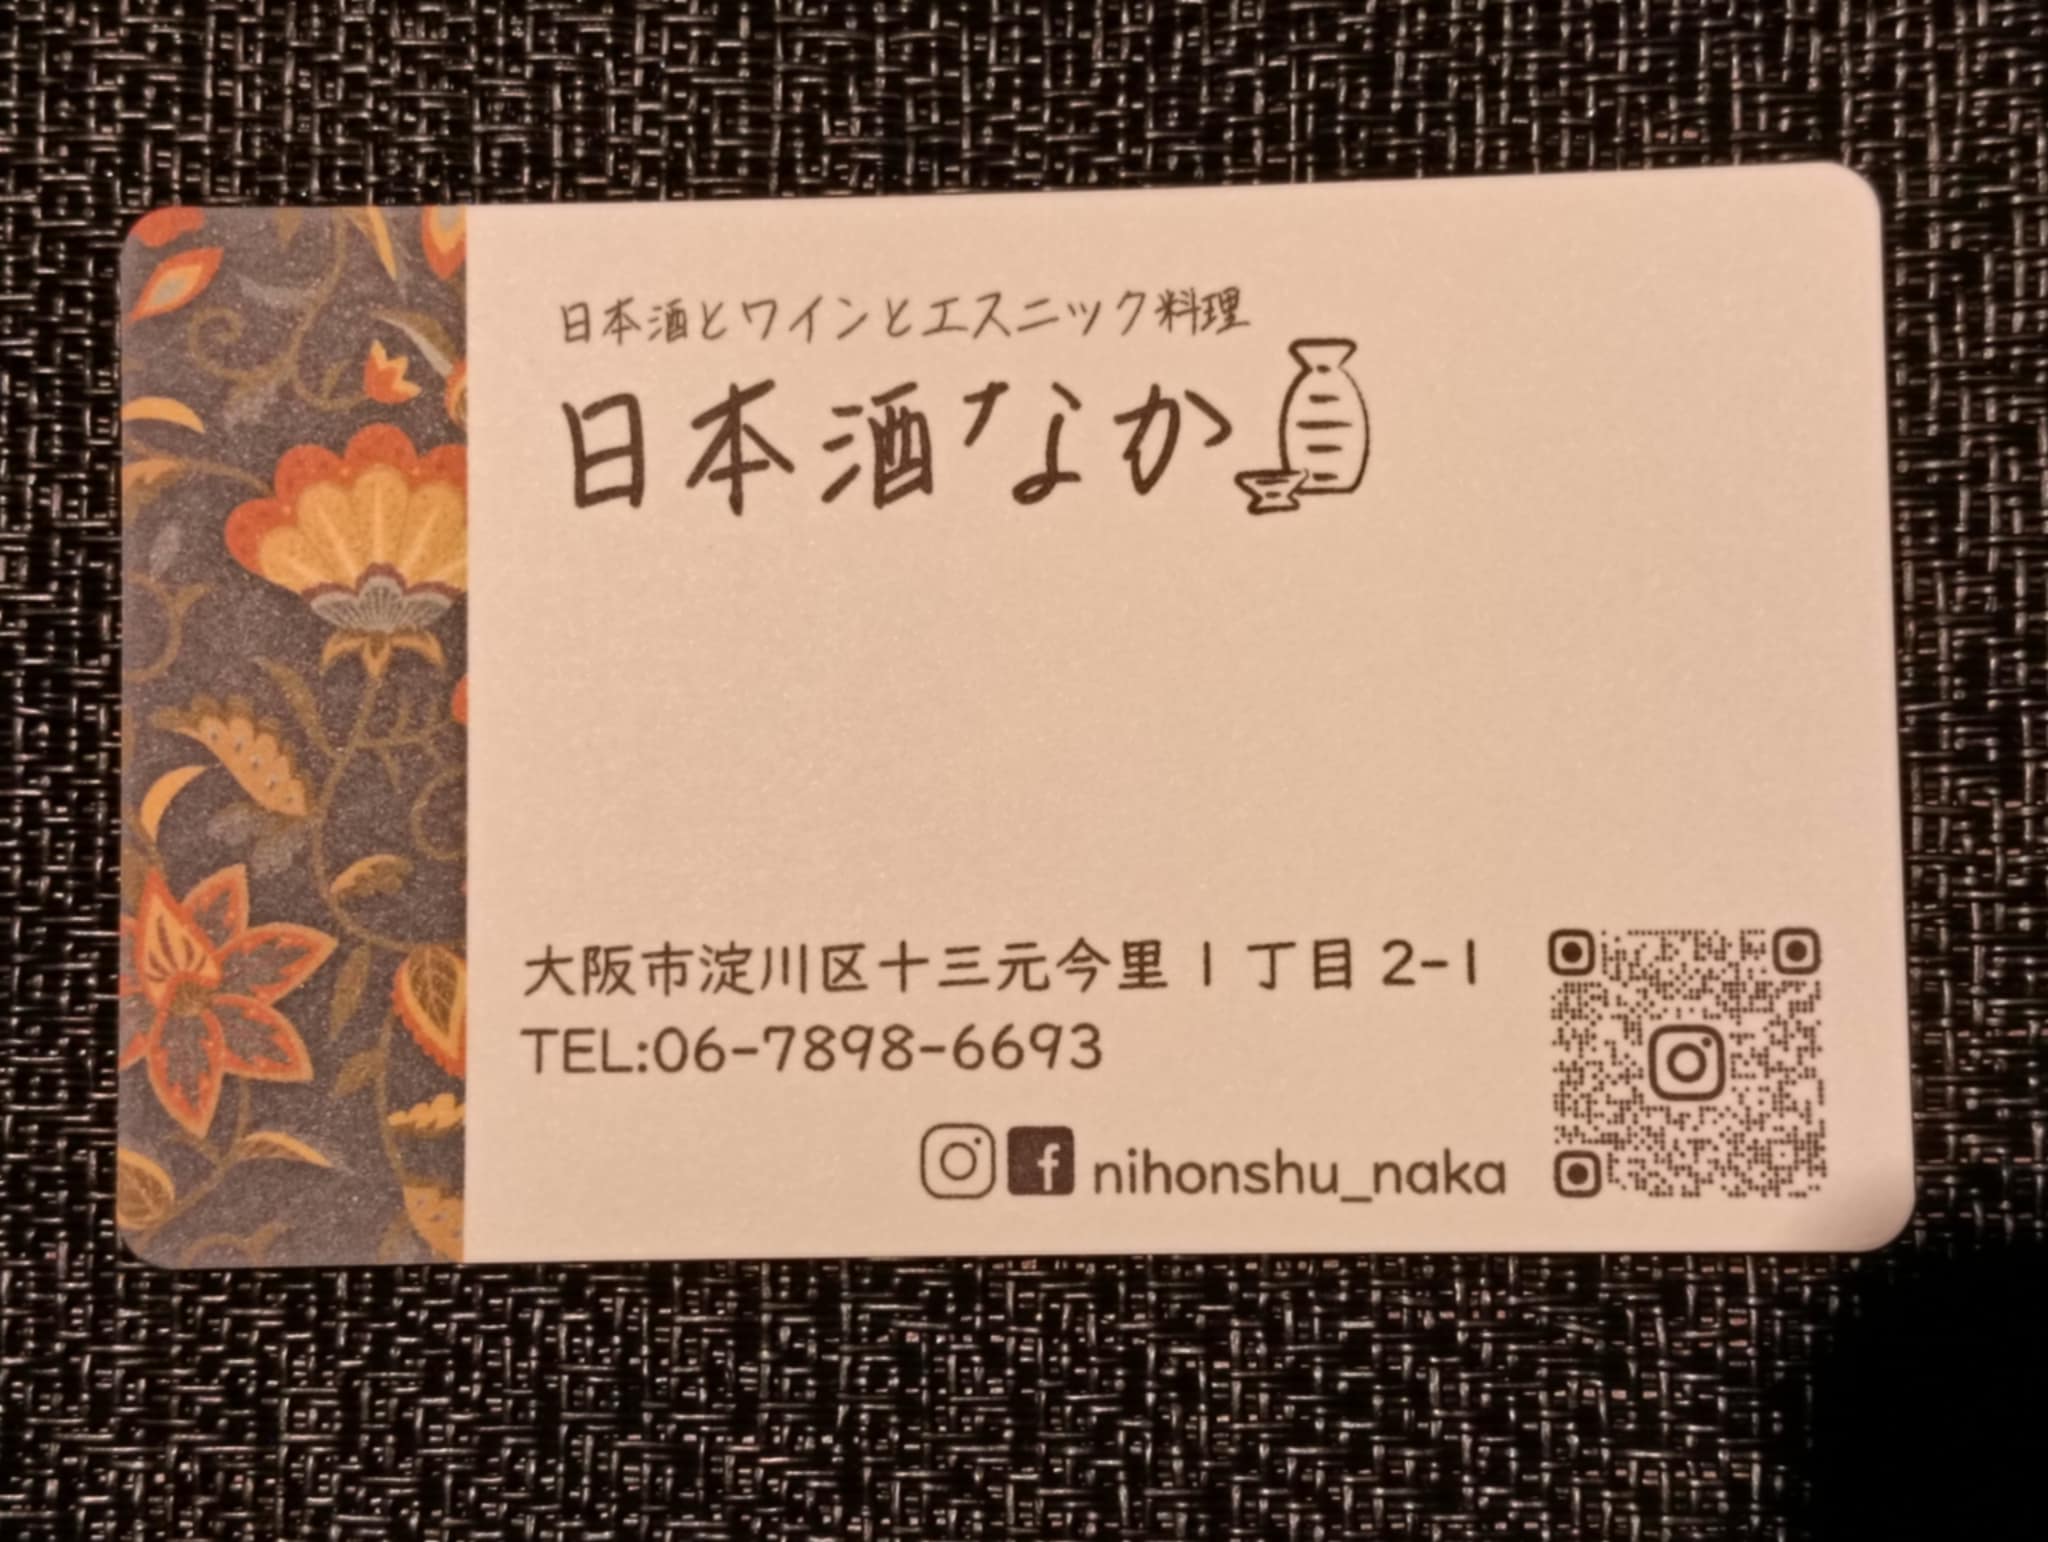 日本酒とワインとエスニック料理
日本酒なか
大阪市淀川区十三元今里1丁目2-1
TEL:06-7898-6693
nihonshu_naka